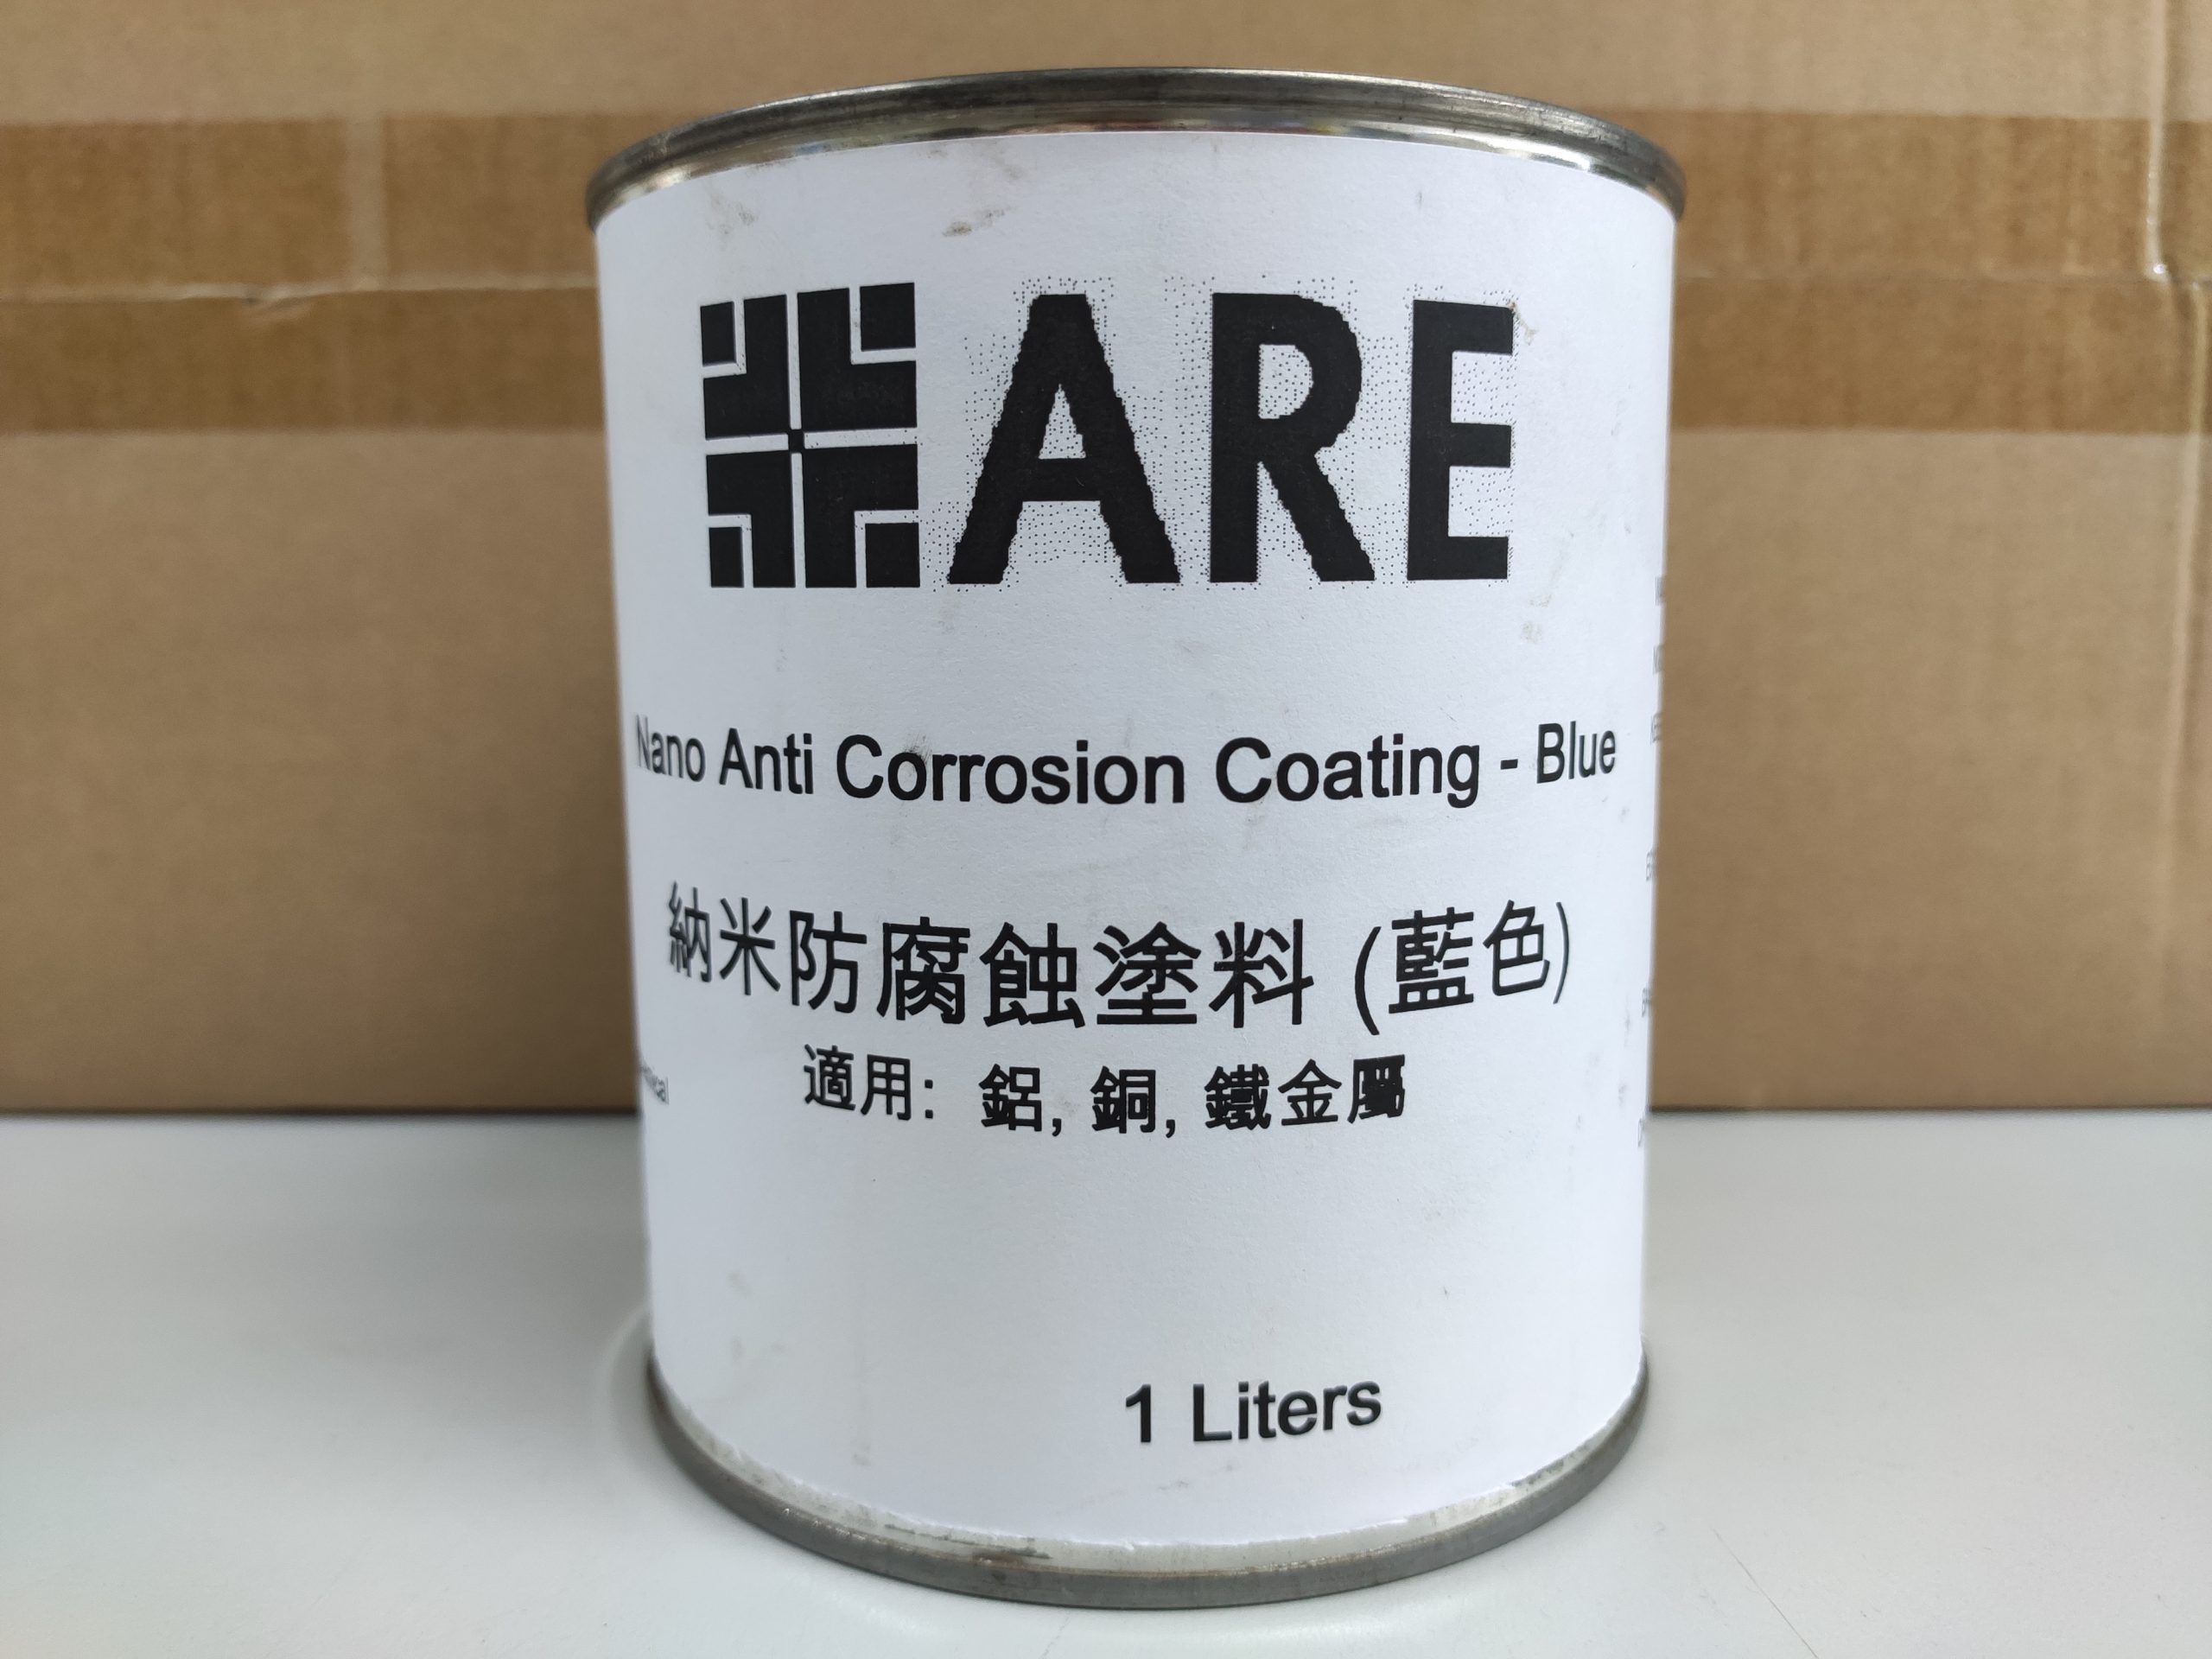 ARE
Nano Anti Corrosion Coating - Blue
納米防腐蝕塗料 (藍色)
適用: 鋁, 銅, 鐵金屬
1 Liters